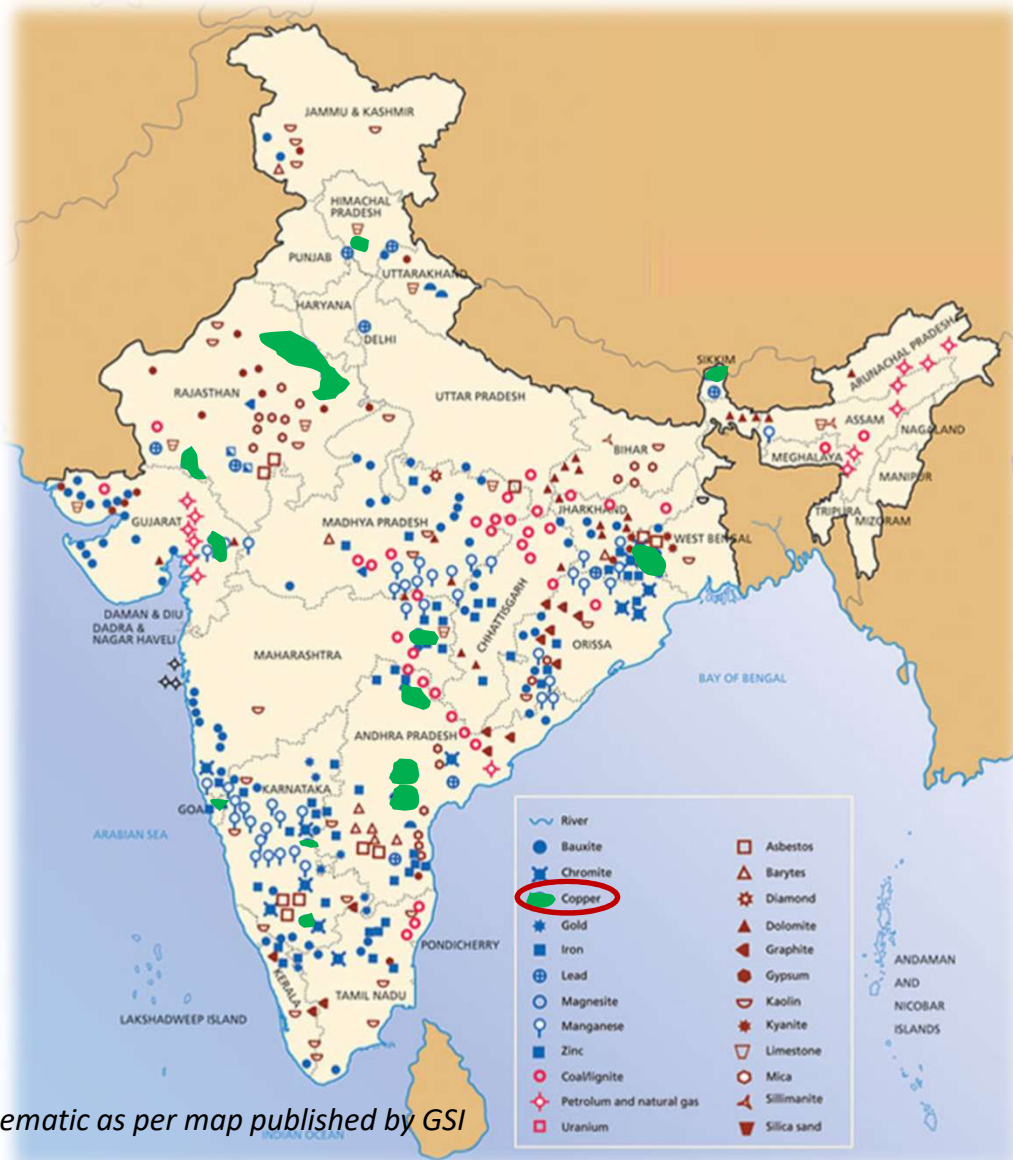 JAMMU & KASHMIR
HIMACHAL
PRADESH
PUNJAB
UTTARAKHAND
HARYANA
DELHI
SIKKIM
ARUNACHAL PRADESH
RAJASTHAN
UTTAR PRADESH
ASSAM
NAGALAND
BIHAR
MEGHALAYA
MANIPUR
GUJARAT
MADHYA PRADESH
JHARKHAND
TRIPURA
MIZORAM
WEST BENGAL
CHHATTISGARH
DAMAN & DIU
DADRA &
NAGAR HAVELI
MAHARASHTRA
ORISSA
BAY OF BENGAL
ANDHRA PRADESH
KARNATAKA
GOA
ARABIAN SEA
PONDICHERRY
KERALA
TAMIL NADU
LAKSHADWEEP ISLAND
ANDAMAN
AND
NICOBAR
ISLANDS
River
Bauxite
Chromite
Copper
Gold
Iron
Lead
Magnesite
Manganese
Zinc
Coal/lignite
Petrolum and natural gas
Uranium
Asbestos
Barytes
Diamond
Dolomite
Graphite
Gypsum
Kaolin
Kyanite
Limestone
Mica
Sillimanite
Silica sand
ematic as per map published by GSI
INDIAN OCEAN